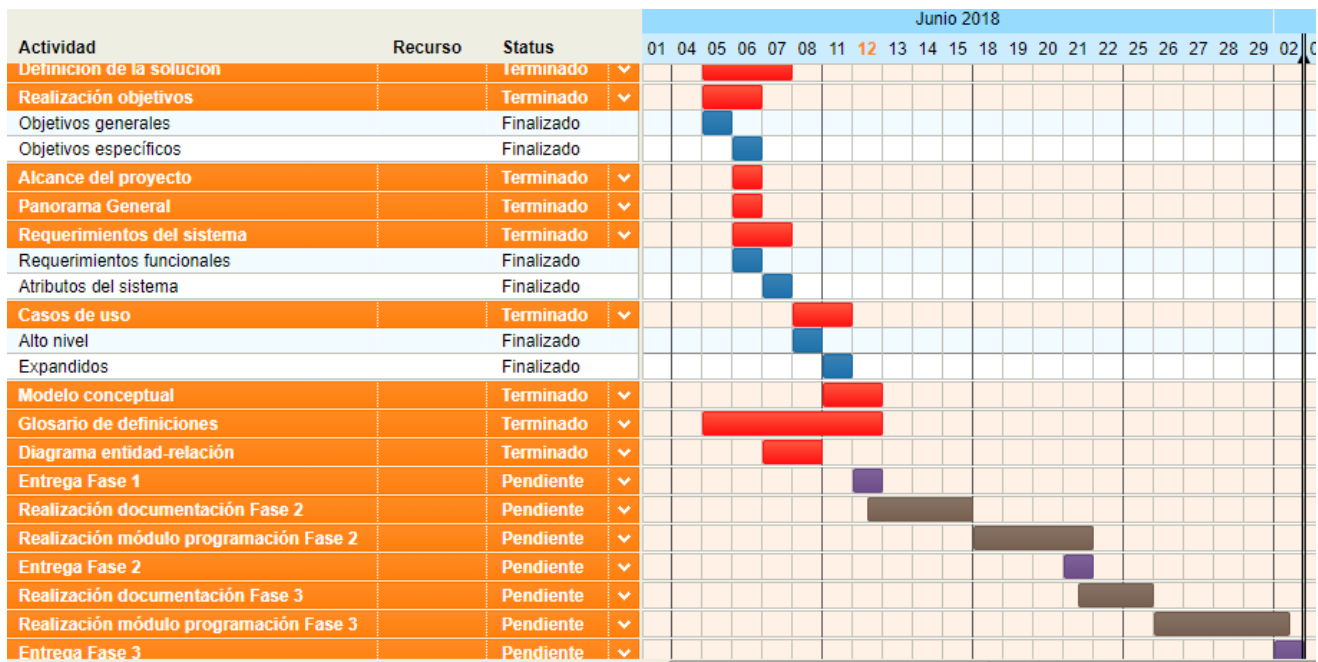 Junio 2018
Actividad Recurso Status 01 04 05 06 07 08 11 12 13 14 15 18 19 20 21 22 25 26 27 28 29 02
Definición de la solución Terminado
Realización objetivos Terminado
Objetivos generales Finalizado
Objetivos específicos Finalizado
Alcance del proyecto Terminado
Panorama General Terminado
Requerimientos del sistema Terminado
Requerimientos funcionales Finalizado
Atributos del sistema Finalizado
Casos de uso Terminado
Alto nivel Finalizado
Expandidos Finalizado
Modelo conceptual Terminado
Glosario de definiciones Terminado
Diagrama entidad-relación Terminado
Entrega Fase 1 Pendiente
Realización documentación Fase 2 Pendiente
Realización módulo programación Fase 2 Pendiente
Entrega Fase 2 Pendiente
Realización documentación Fase 3 Pendiente
Realización módulo programación Fase 3 Pendiente
Entrega Fase 3 Pendiente